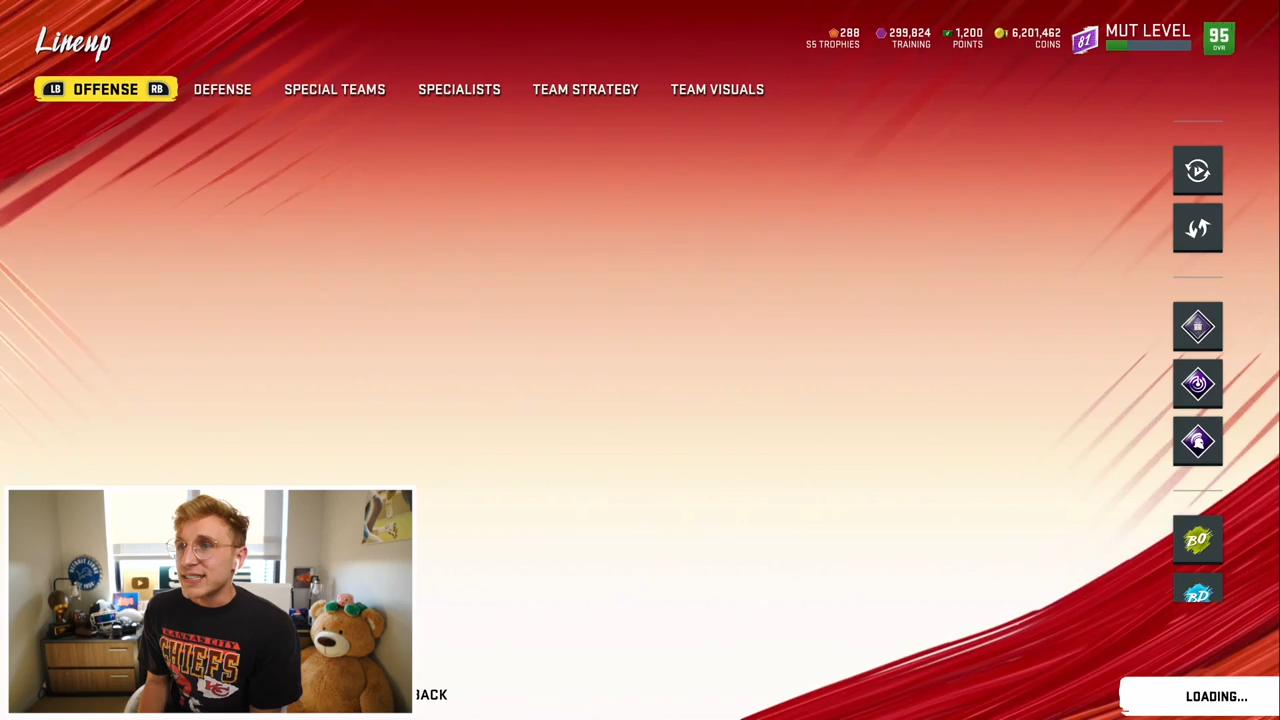 Lineup
288
S5 TROPHIES
299,824
TRAINING
1,200
POINTS
6,201,462
COINS
81
MUT LEVEL
95
OVR
LB OFFENSE RB
DEFENSE
SPECIAL TEAMS
SPECIALISTS
TEAM STRATEGY
TEAM VISUALS
BO
BD
KANSAS CITY
CHIEFS
KC
BACK
LOADING...